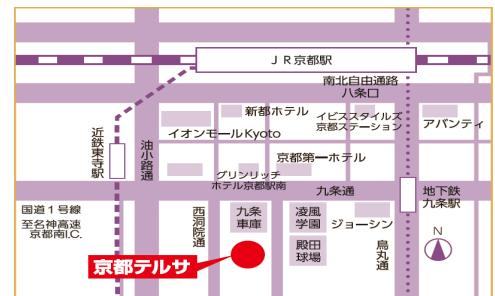 JR京都駅
南北自由通路
八条口
新都ホテル
イビススタイルズ
京都ステーション
アバンティ
イオンモールKyoto
近鉄東寺駅
油小路通
京都第一ホテル
グリンリッチ
ホテル京都駅南
九条通
地下鉄
九条駅
国道1号線
至名神高速
京都南I.C.
西洞院通
九条
車庫
凌風
学園
ジョーシン
殿田
球場
烏丸通
N
京都テルサ